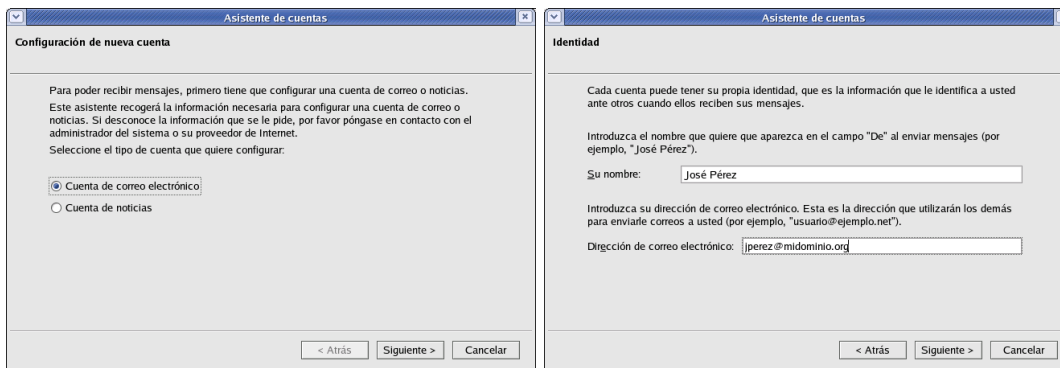 Asistente de cuentas
Configuración de nueva cuenta
Para poder recibir mensajes, primero tiene que configurar una cuenta de correo o noticias.
Este asistente recogerá la información necesaria para configurar una cuenta de correo o
noticias. Si desconoce la información que se le pide, por favor póngase en contacto con el
administrador del sistema o su proveedor de Internet.
Seleccione el tipo de cuenta que quiere configurar:
Cuenta de correo electrónico
Cuenta de noticias
< Atrás
Siguiente >
Cancelar
Asistente de cuentas
Identidad
Cada cuenta puede tener su propia identidad, que es la información que le identifica a usted
ante otros cuando ellos reciben sus mensajes.
Introduzca el nombre que quiere que aparezca en el campo "De" al enviar mensajes (por
ejemplo, "José Pérez").
Su nombre: José Pérez
Introduzca su dirección de correo electrónico. Esta es la dirección que utilizarán los demás
para enviarle correos a usted (por ejemplo, "usuario@ejemplo.net").
Dirección de correo electrónico: jperez@midominio.org
< Atrás
Siguiente >
Cancelar